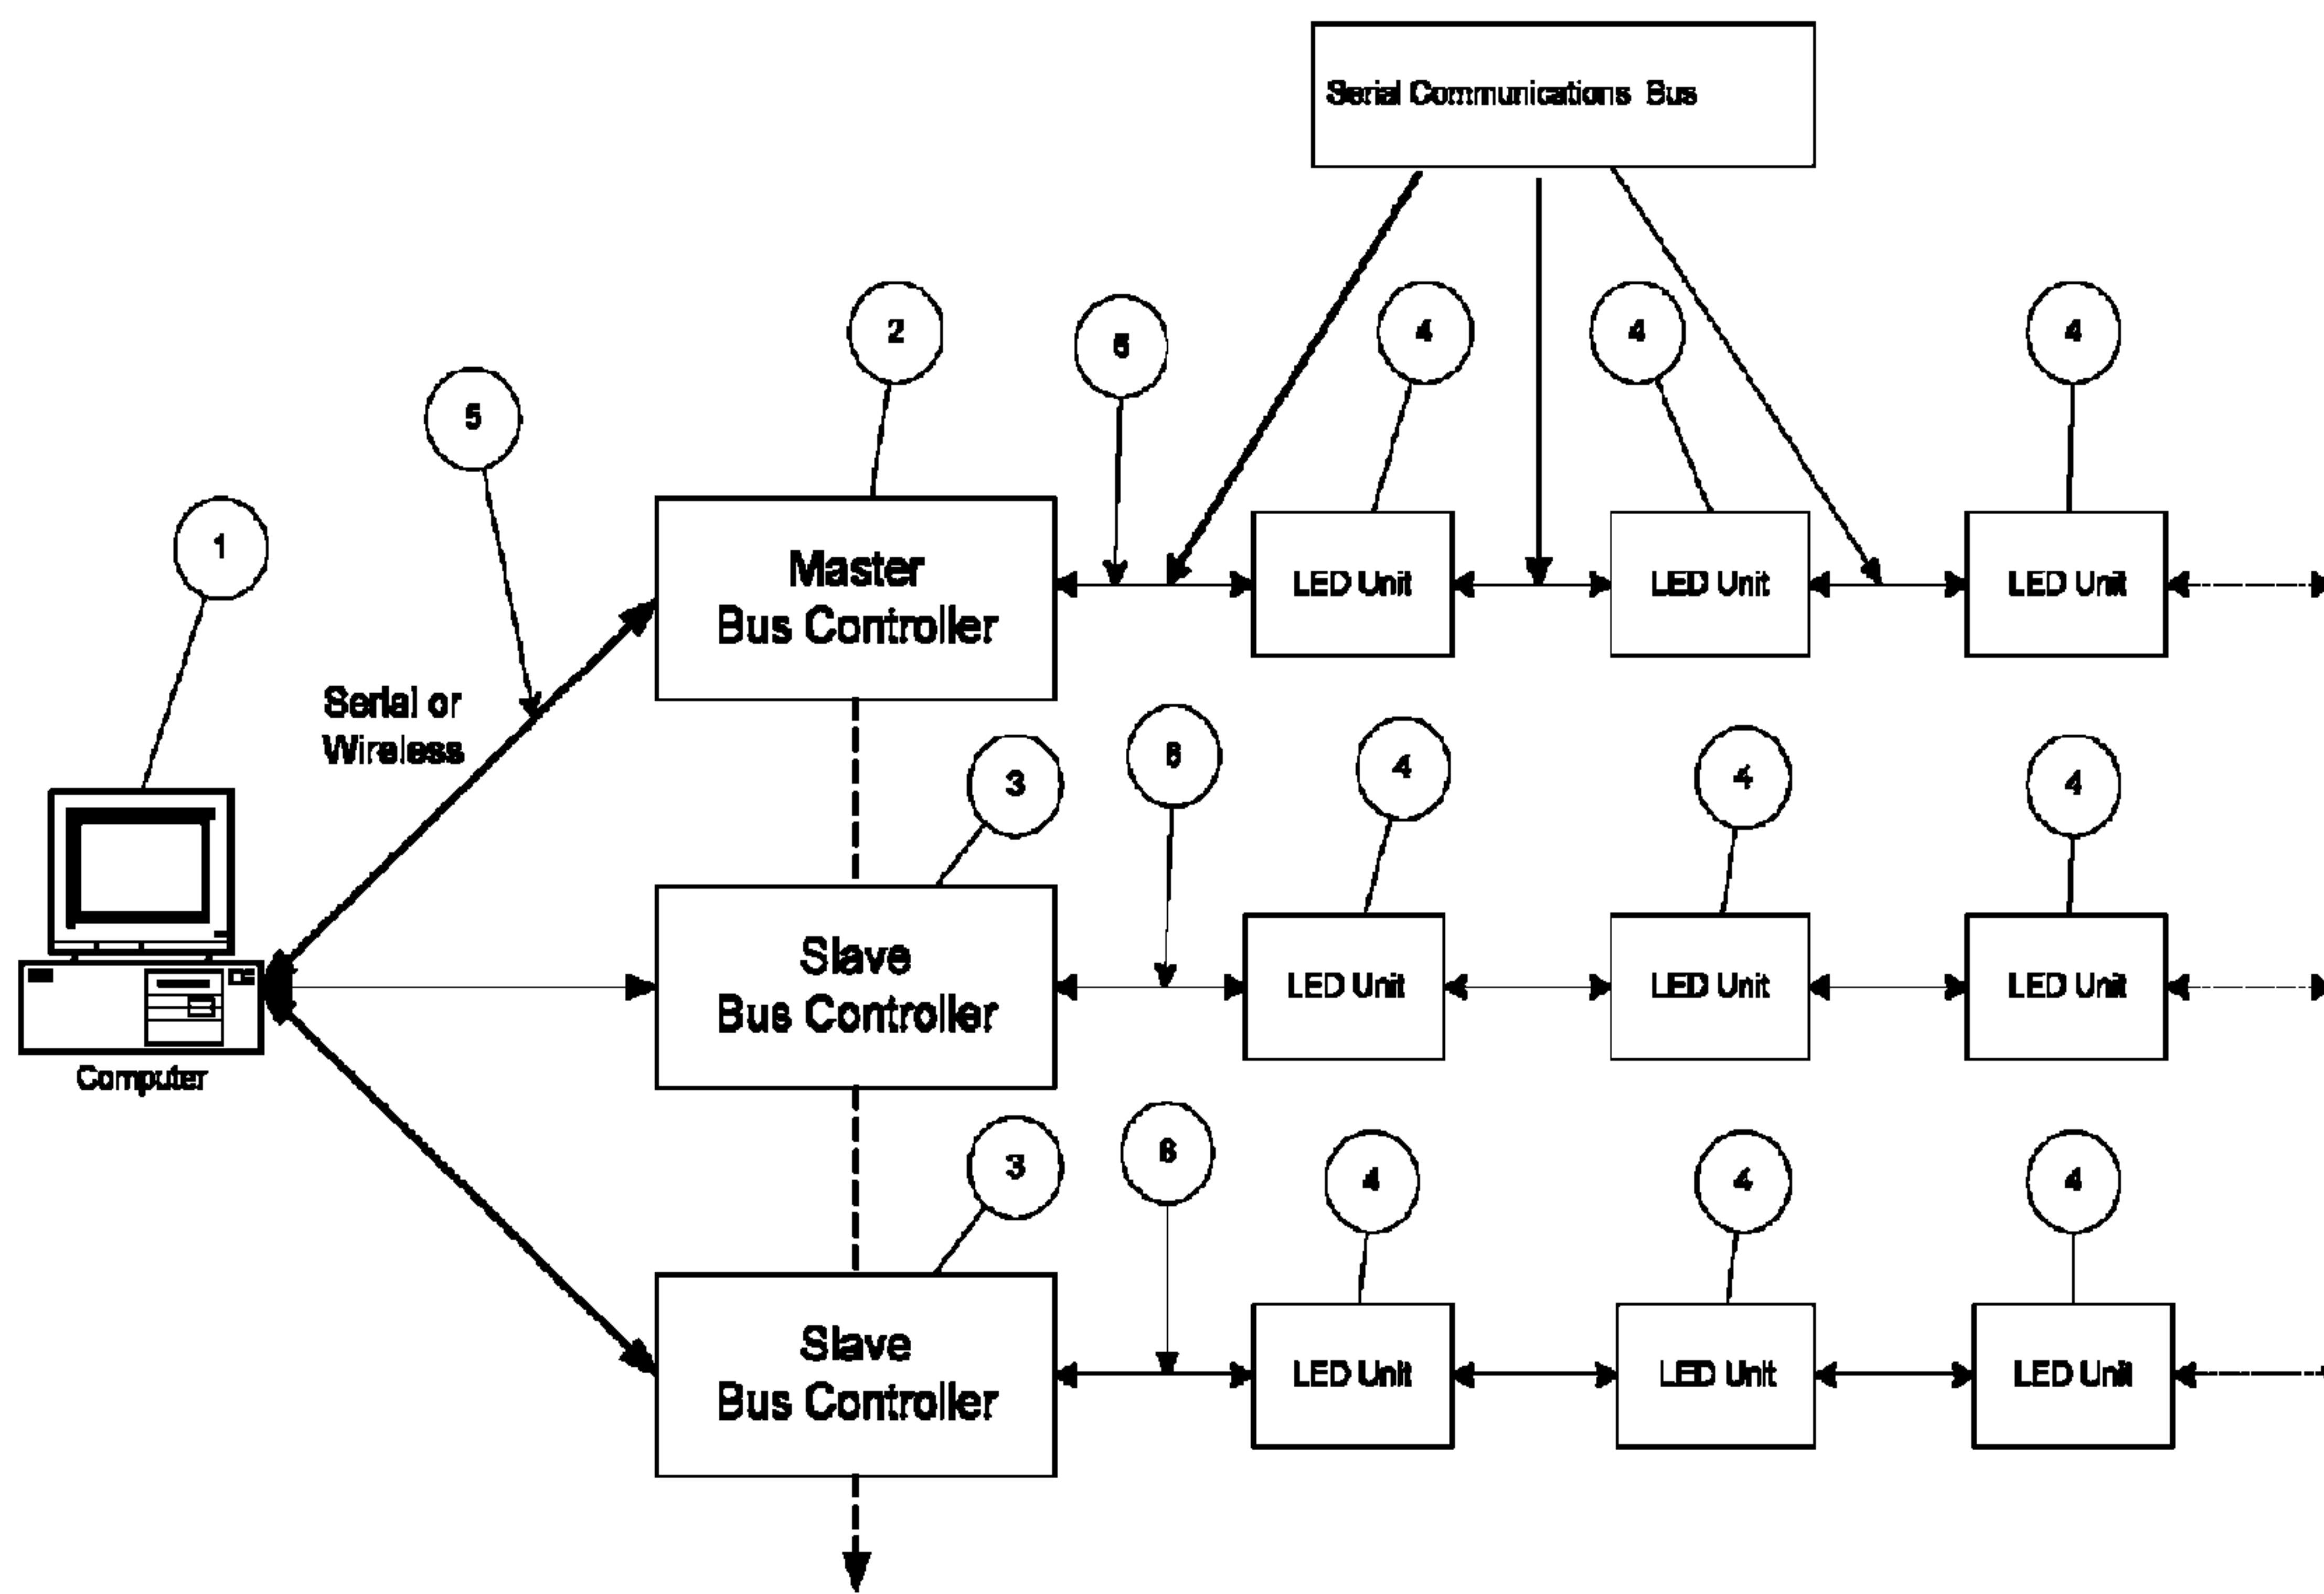 Serial Communications Bus
2
6
4
4
4
5
1
Master
Bus Controller
LED Unit
LED Unit
LED Unit
Serial or
Wireless
3
6
4
4
4
Slave
Bus Controller
LED Unit
LED Unit
LED Unit
Computer
3
6
4
4
4
Slave
Bus Controller
LED Unit
LED Unit
LED Unit